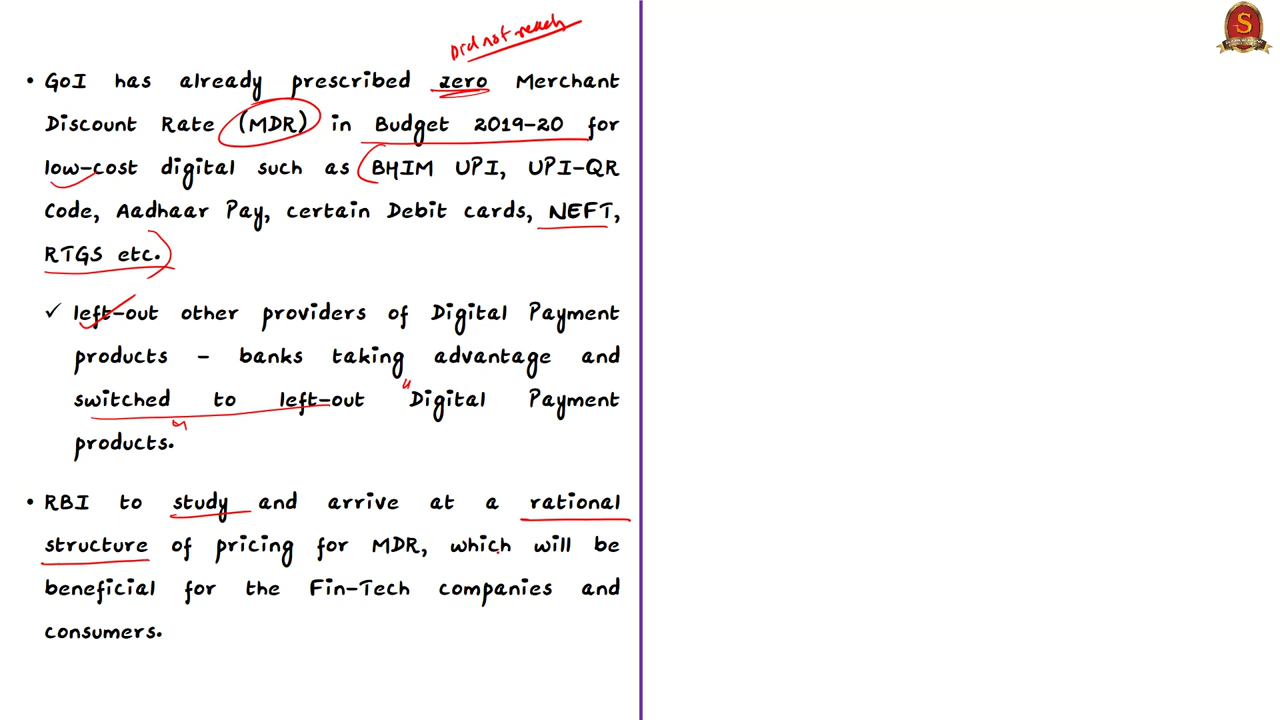 Did not reach
• GoI has already prescribed zero Merchant
Discount Rate (MDR) in Budget 2019-20 for
low-cost digital such as BHIM UPI, UPI-QR
Code, Aadhaar Pay, certain Debit cards, NEFT,
RTGS etc.
✓ left-out other providers of Digital Payment
products - banks taking advantage and
switched to left-out "Digital Payment
products."
• RBI to study and arrive at a rational
structure of pricing for MDR, which will be
beneficial for the Fin-Tech companies and
consumers.
S